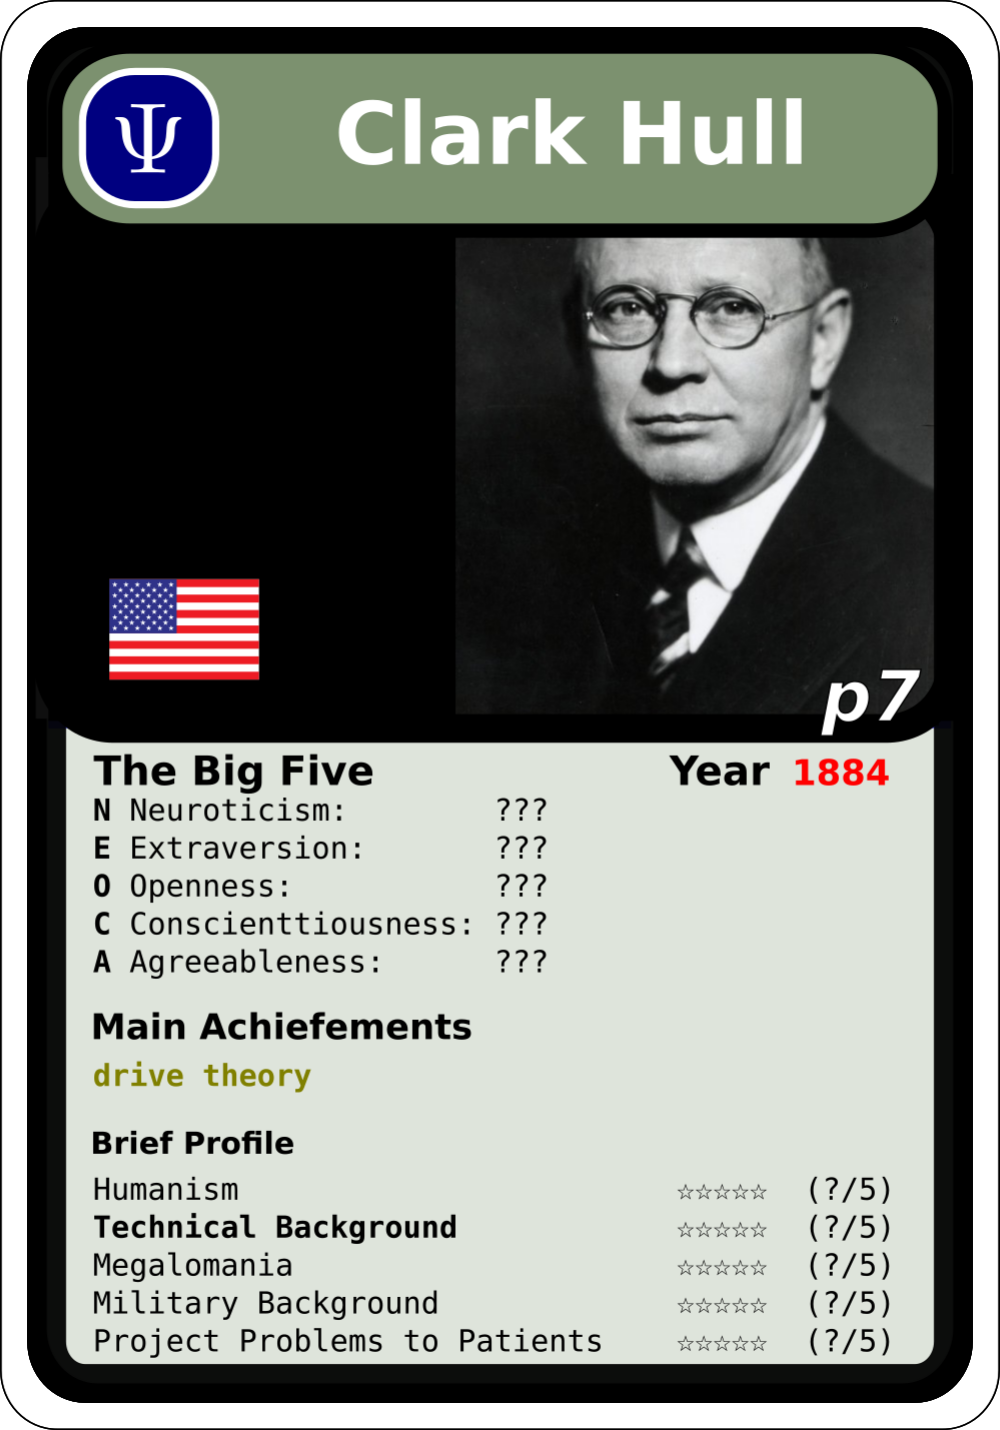 Ψ Clark Hull
p7
The Big Five Year 1884
N Neuroticism: ???
E Extraversion: ???
O Openness: ???
C Conscienttiousness: ???
A Agreeableness: ???
Main Achiefements
drive theory
Brief Profile
Humanism ☆☆☆☆☆ (?/5)
Technical Background ☆☆☆☆☆ (?/5)
Megalomania ☆☆☆☆☆ (?/5)
Military Background ☆☆☆☆☆ (?/5)
Project Problems to Patients ☆☆☆☆☆ (?/5)